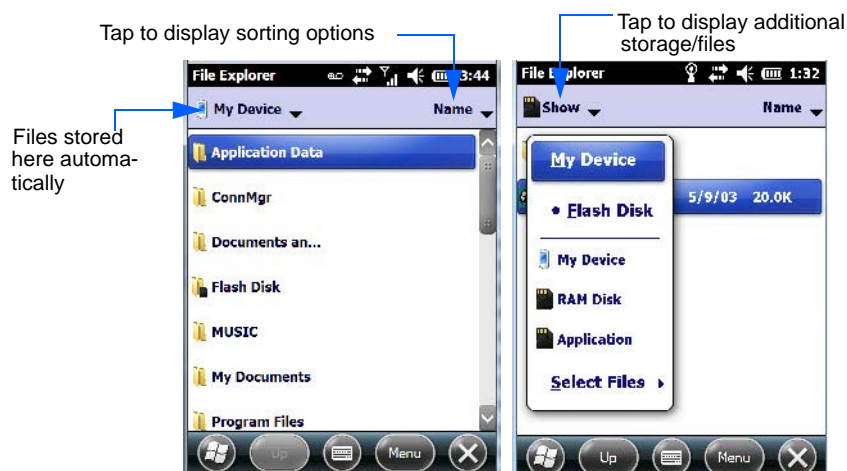 Tap to display sorting options
Tap to display additional
storage/files
Files stored
here automa-
tically
File Explorer 3:44
My Device Name
Application Data
ConnMgr
Documents an...
Flash Disk
MUSIC
My Documents
Program Files
Up Menu
File Explorer 1:32
Show Name
My Device
• Flash Disk
5/9/03 20.0K
My Device
RAM Disk
Application
Select Files
Up Menu